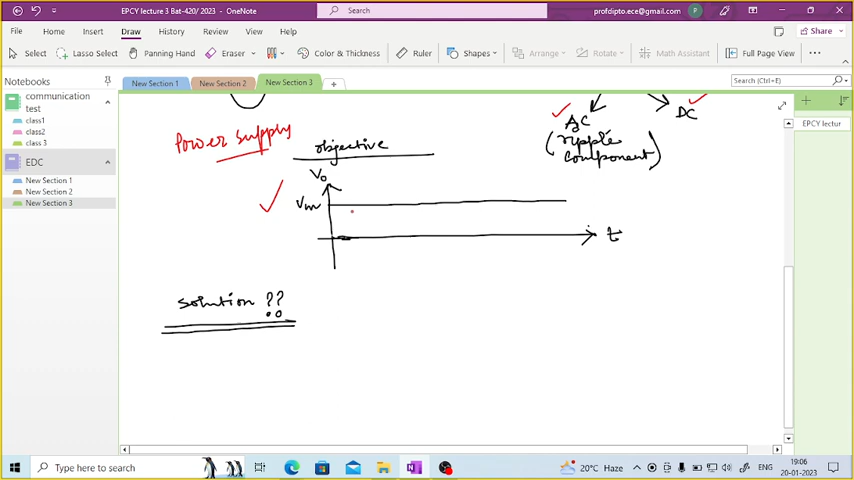 EPCY lecture 3 Bat-420/ 2023 - OneNote
Search
profdipto.ece@gmail.com
P
File
Home
Insert
Draw
History
Review
View
Help
Share
Select
Lasso Select
Panning Hand
Eraser
Color & Thickness
Ruler
Shapes
Arrange
Rotate
Math Assistant
Full Page View
Notebooks
New Section 1
New Section 2
New Section 3
Search (Ctrl+E)
communication
test
class1
class2
class 3
EDC
New Section 1
New Section 2
New Section 3
EPCY lectur
AC
DC
(ripple
component)
Power supply
objective
Vo
Vm
t
solution ??
Type here to search
20°C Haze
ENG
19:06
20-01-2023